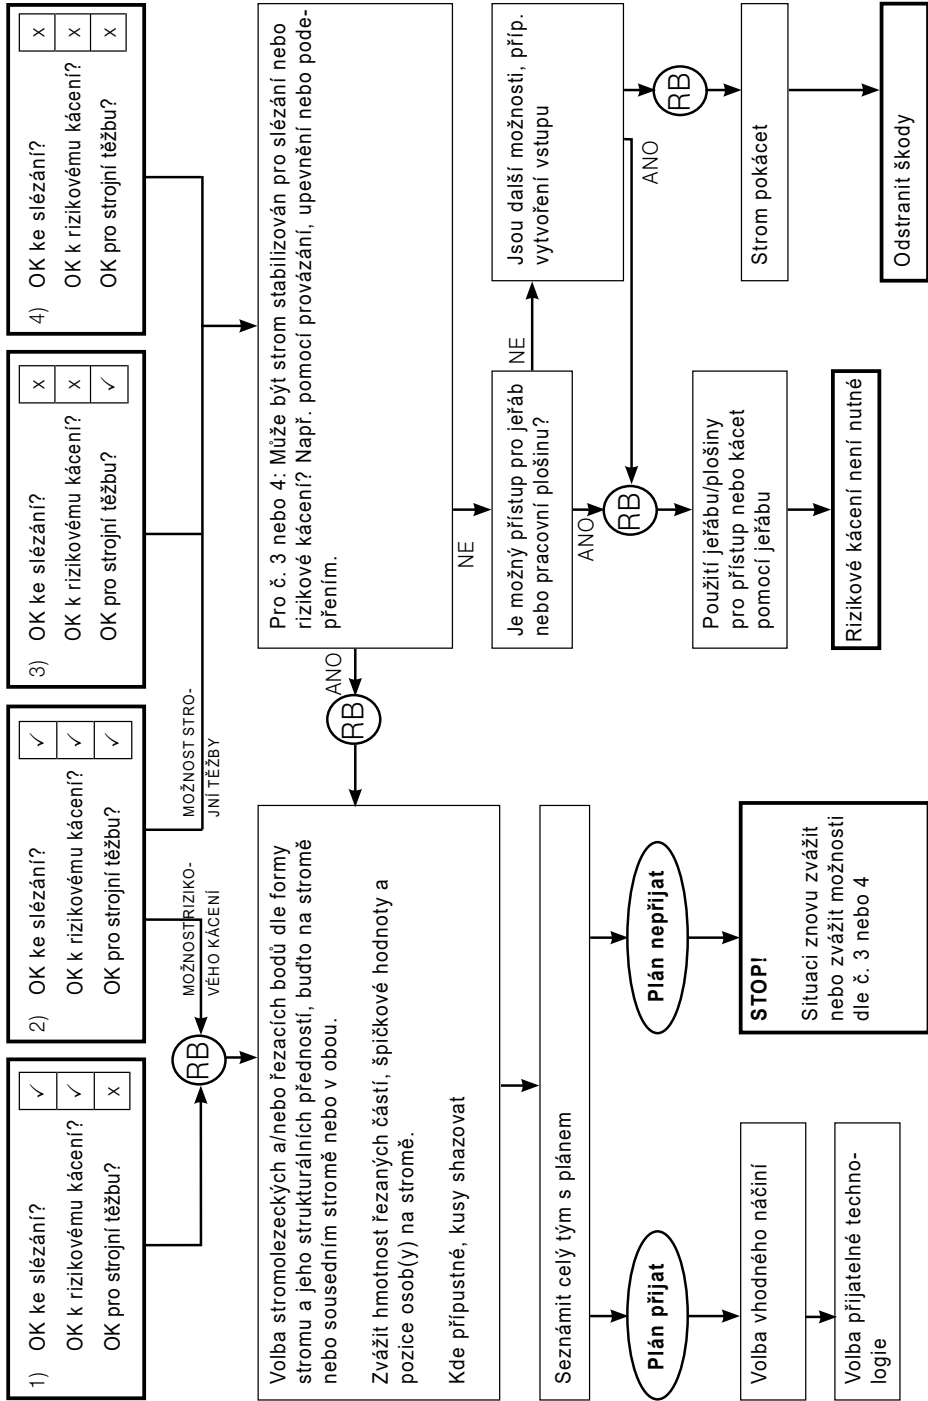 1) OK ke slézání? ✓
OK k rizikovému kácení? ✓
OK pro strojní těžbu? x
2) OK ke slézání? ✓
OK k rizikovému kácení? ✓
OK pro strojní těžbu? ✓
3) OK ke slézání? x
OK k rizikovému kácení? x
OK pro strojní těžbu? ✓
4) OK ke slézání? x
OK k rizikovému kácení? x
OK pro strojní těžbu? x
MOŽNOST RIZIKO-
VÉHO KÁCENÍ
MOŽNOST STRO-
JNÍ TĚŽBY
RB
Volba stromolezeckých a/nebo řezacích bodů dle formy
stromu a jeho strukturální předností, buďto na stromě
nebo sousedním stromě nebo v obou.
Zvážit hmotnost řezaných částí, špičkové hodnoty a
pozice osob(y) na stromě.
Kde přípustné, kusy shazovat
RB
ANO
Pro č. 3 nebo 4: Může být strom stabilizován pro slézání nebo
rizikové kácení? Např. pomocí provázání, upevnění nebo pode-
přením.
NE
Seznámit celý tým s plánem
Plán přijat
Plán nepřijat
Volba vhodného náčiní
Volba přijatelné techno-
logie
STOP!
Situaci znovu zvážit
nebo zvážit možnosti
dle č. 3 nebo 4
Je možný přístup pro jeřáb
nebo pracovní plošinu?
NE
ANO
Jsou další možnosti, příp.
vytvoření vstupu
ANO
RB
RB
Použití jeřábu/plošiny
pro přístup nebo kácet
pomocí jeřábu
Strom pokácet
Rizikové kácení není nutné
Odstranit škody